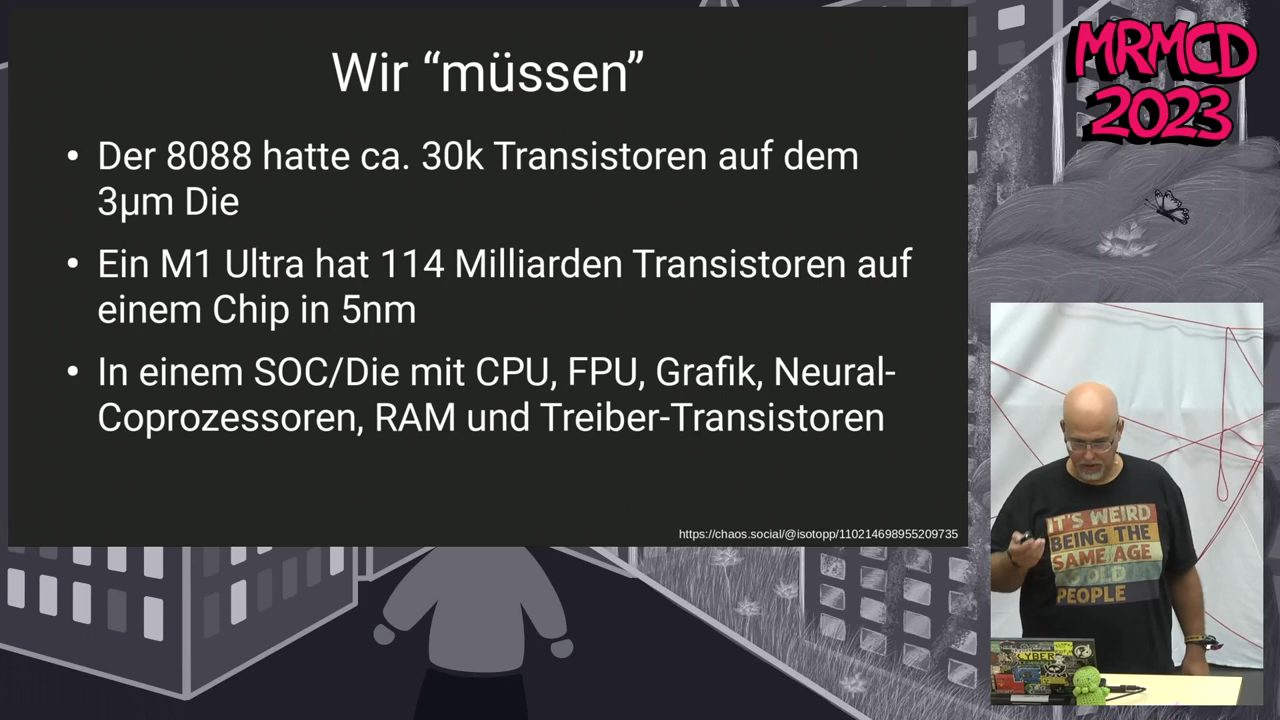 Wir “müssen”
• Der 8088 hatte ca. 30k Transistoren auf dem
3µm Die
• Ein M1 Ultra hat 114 Milliarden Transistoren auf
einem Chip in 5nm
• In einem SOC/Die mit CPU, FPU, Grafik, Neural-
Coprozessoren, RAM und Treiber-Transistoren
https://chaos.social/@isotopp/110214698955209735
MRMCD
2023
IT'S WEIRD
BEING THE
SAME AGE
AS OLD
PEOPLE
CYBER